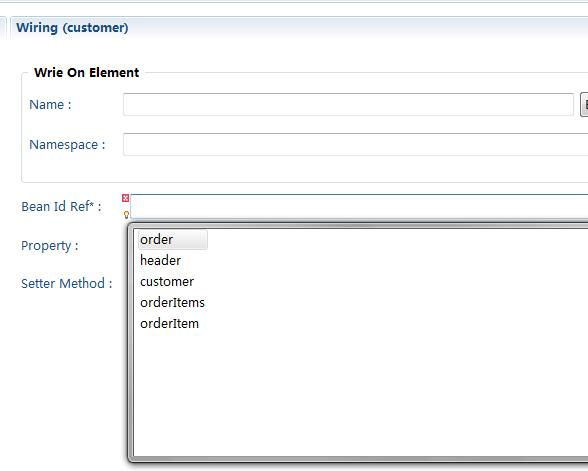 Wiring (customer)
Wrie On Element
Name :
Namespace :
Bean Id Ref* :
Property :
Setter Method :
order
header
customer
orderItems
orderItem